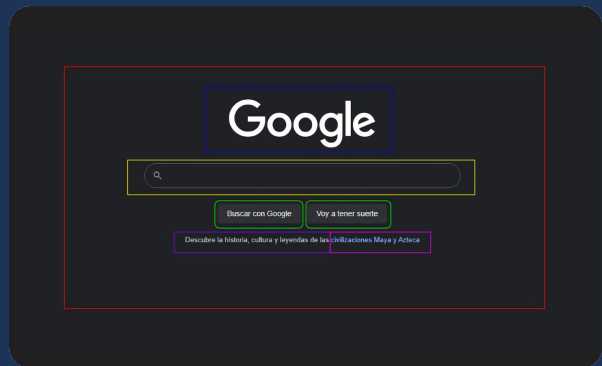 Google
Buscar con Google Voy a tener suerte
Descubre la historia, cultura y leyendas de las civilizaciones Maya y Azteca